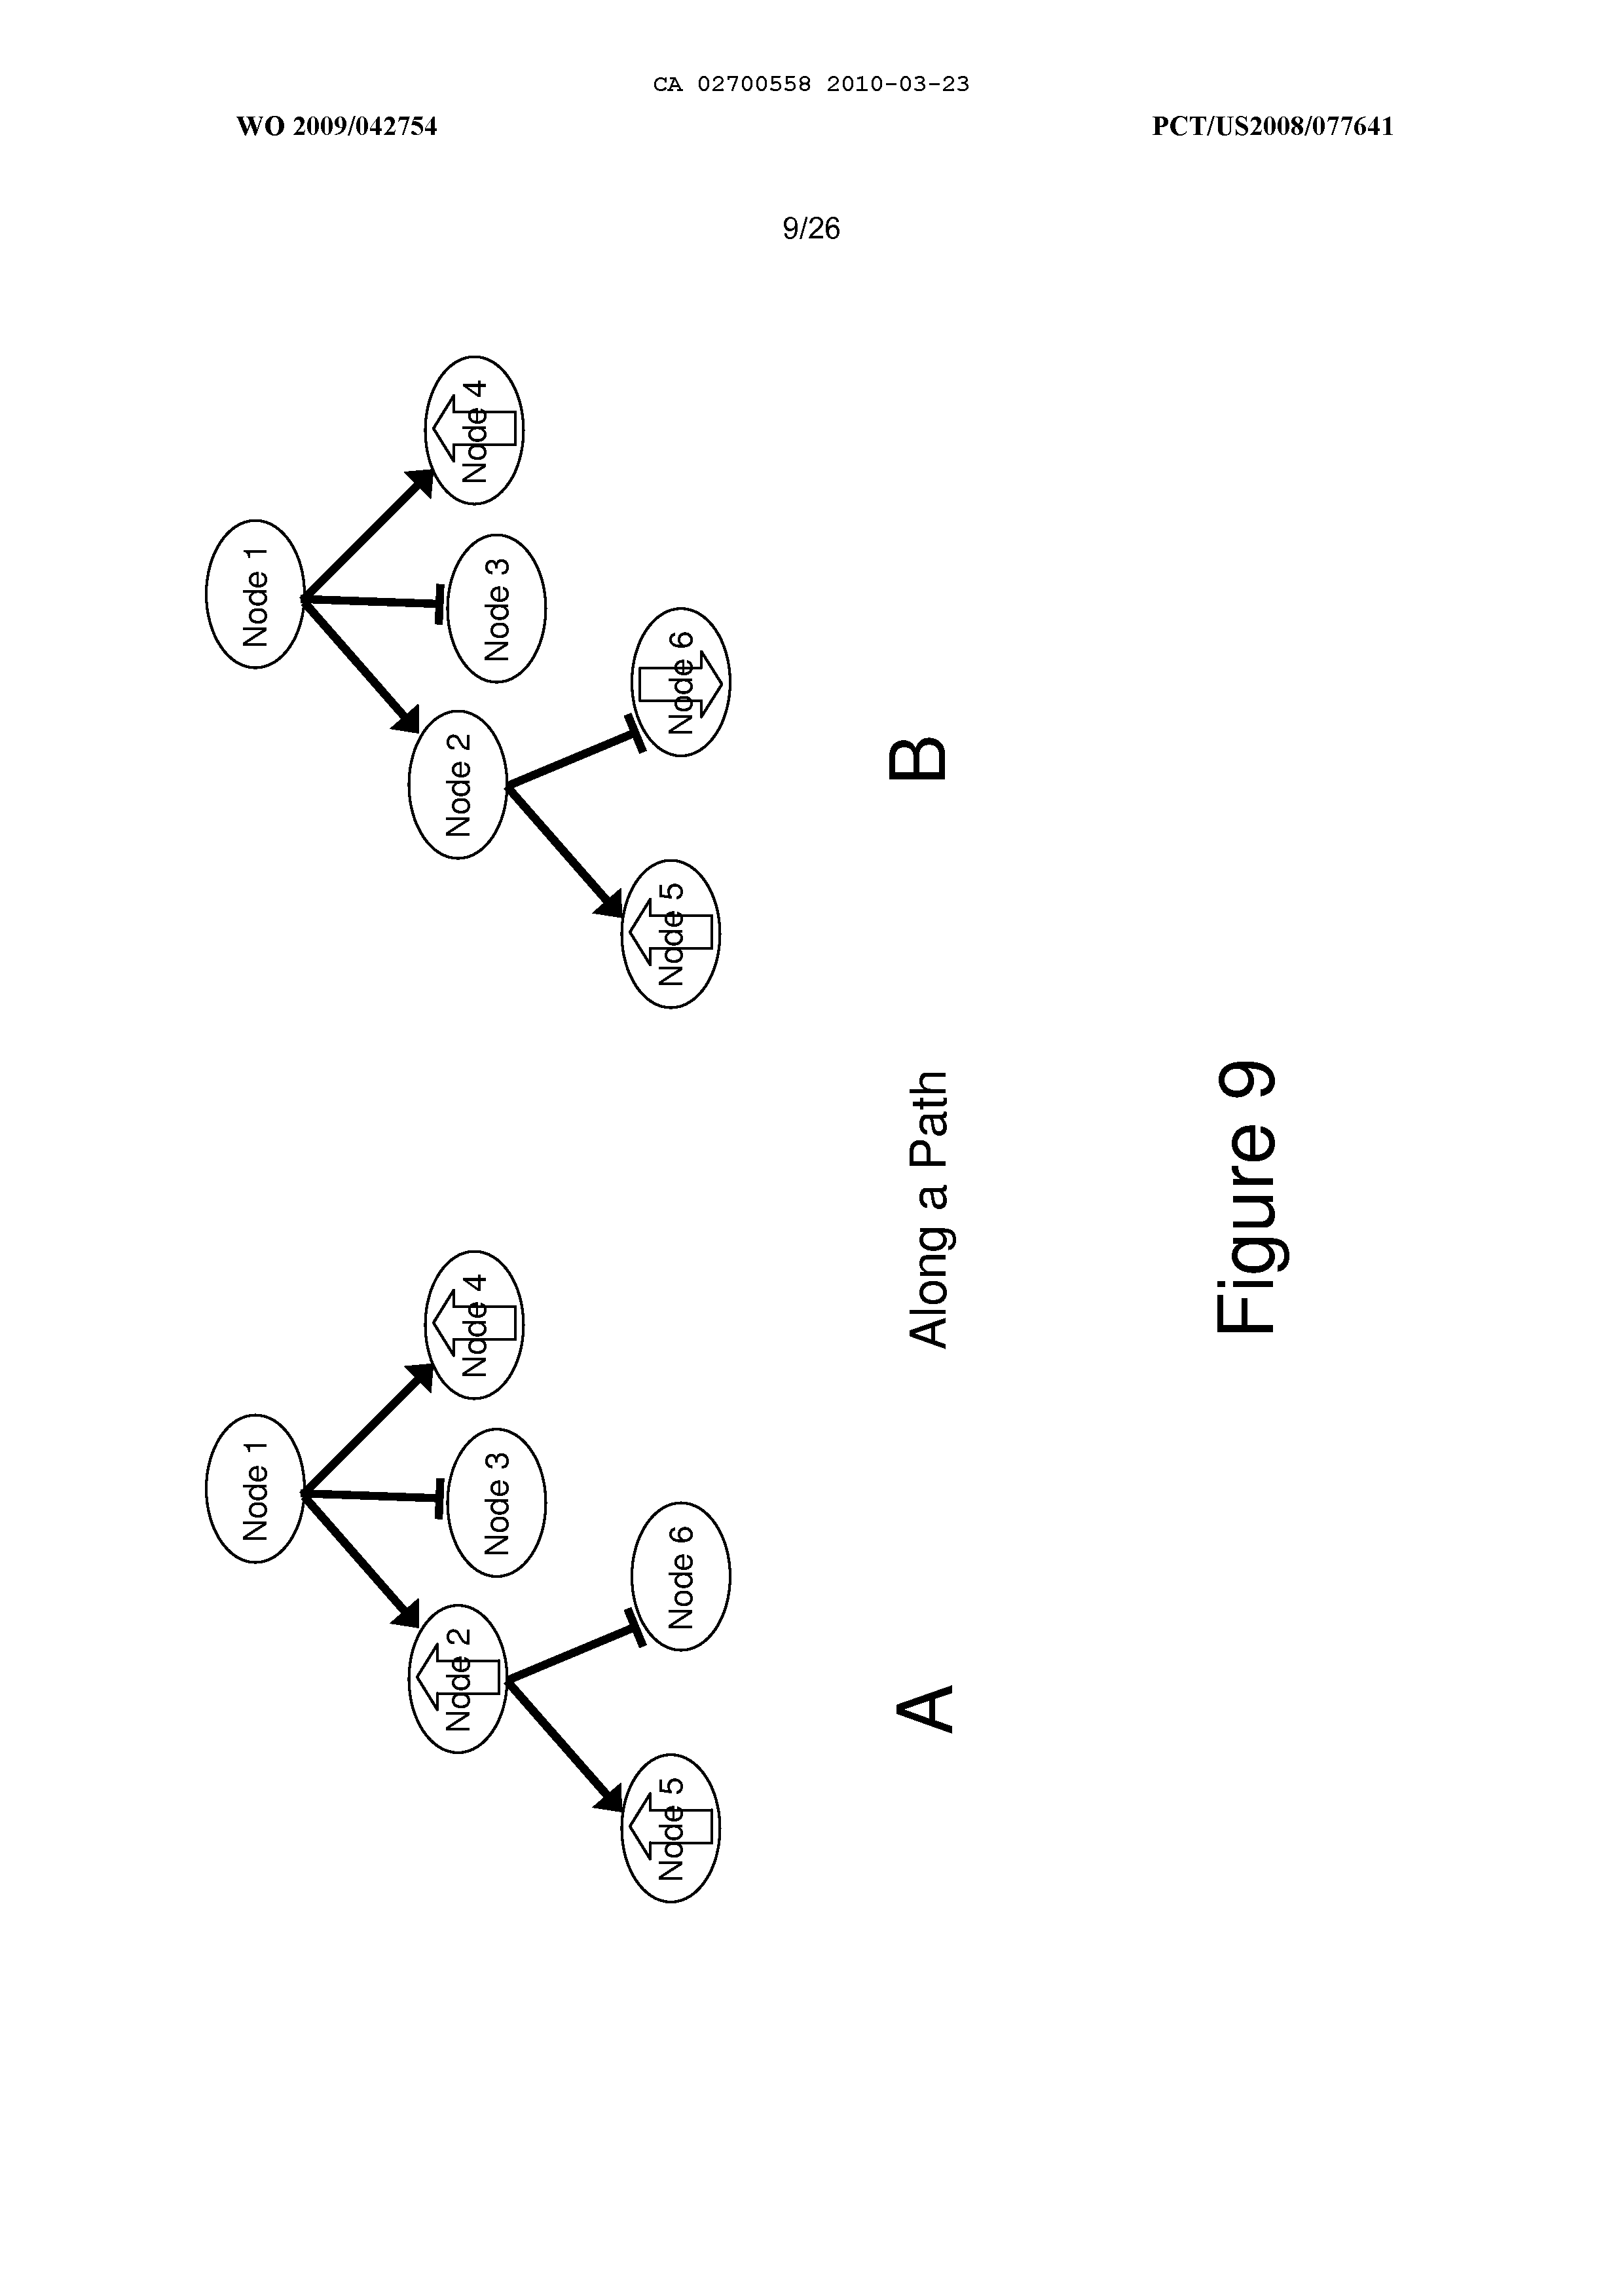 CA 02700558 2010-03-23
WO 2009/042754
PCT/US2008/077641
9/26
Node 1
Node 4
Node 3
Node 2
Node 6
Node 5
A
Node 1
Node 4
Node 3
Node 2
Node 6
Node 5
B
Along a Path
Figure 9